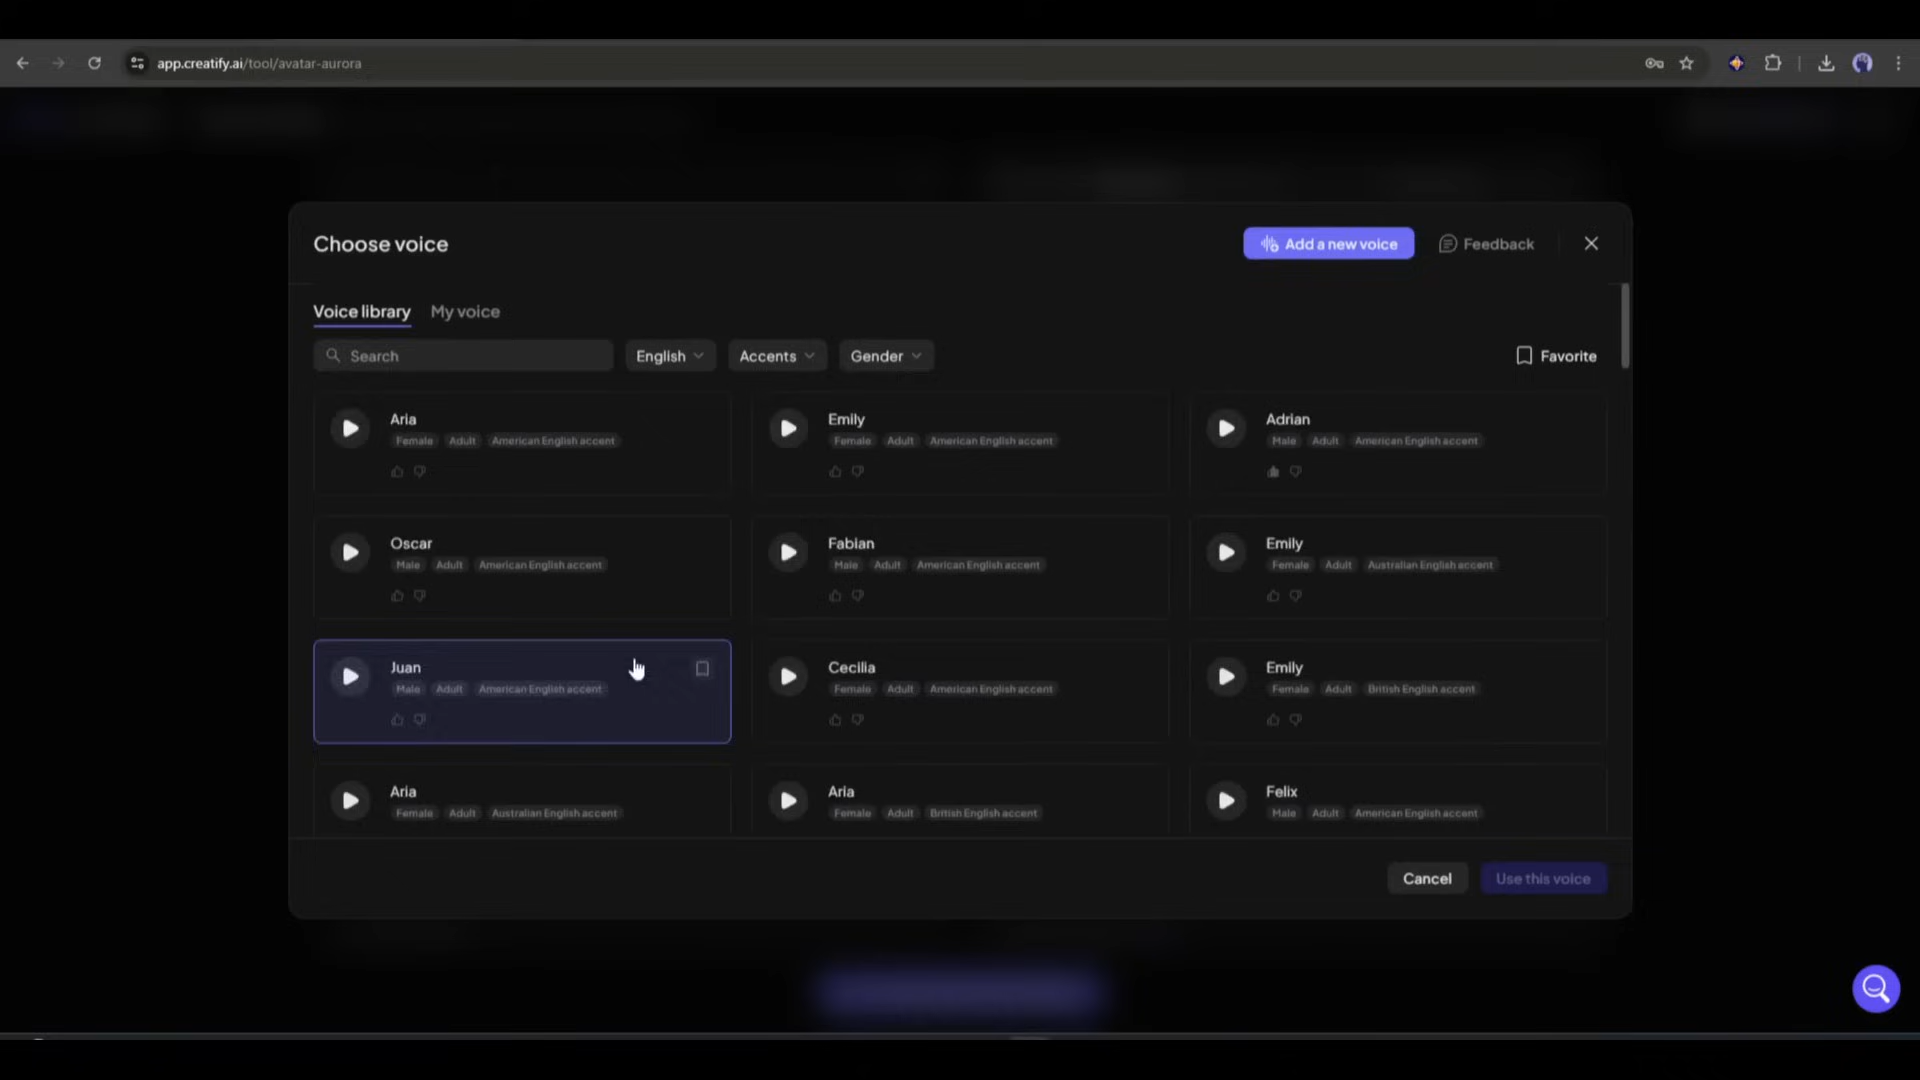 app.creatify.ai/tool/avatar-aurora
Choose voice
Add a new voice
Feedback
Voice library
My voice
Search
English
Accents
Gender
Favorite
Aria
Female Adult American English accent
Emily
Female Adult American English accent
Adrian
Male Adult American English accent
Oscar
Male Adult American English accent
Fabian
Male Adult American English accent
Emily
Female Adult Australian English accent
Juan
Male Adult American English accent
Cecilia
Female Adult American English accent
Emily
Female Adult British English accent
Aria
Female Adult Australian English accent
Aria
Female Adult British English accent
Felix
Male Adult American English accent
Cancel
Use this voice